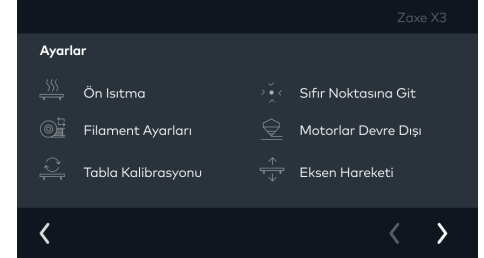 Zaxe X3
Ayarlar
Ön Isıtma
Sıfır Noktasına Git
Filament Ayarları
Motorlar Devre Dışı
Tabla Kalibrasyonu
Eksen Hareketi